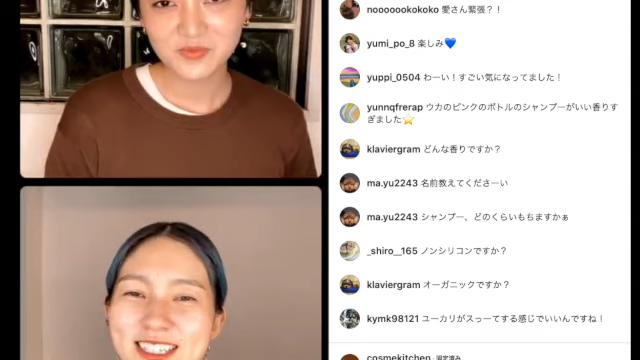 nooooookokoko 愛さん緊張？！
yumi_po_8 楽しみ💙
yuppi_0504 わーい！すごい気になってました！
yunnqfrerap ウカのピンクのボトルのシャンプーがいい香りす
ぎました⭐
klaviergram どんな香りですか？
ma.yu2243 名前教えてくださーい
ma.yu2243 シャンプー、どのくらいもちますかぁ
_shiro__165 ノンシリコンですか？
klaviergram オーガニックですか？
kymk98121 ユーカリがスっーてする感じでいいんですね！
cosmekitchen 固定済み